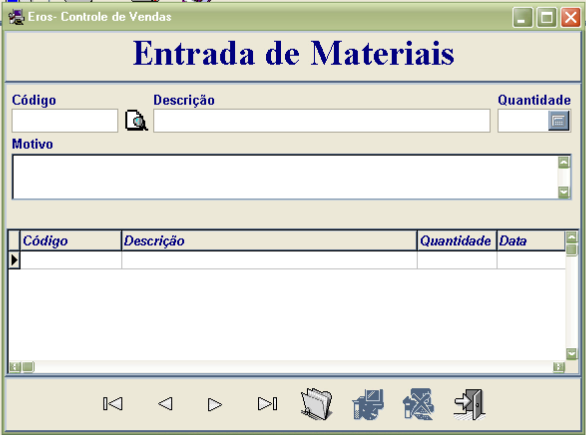 Eros- Controle de Vendas
Entrada de Materiais
Código Descrição Quantidade
Motivo
Código Descrição Quantidade Data